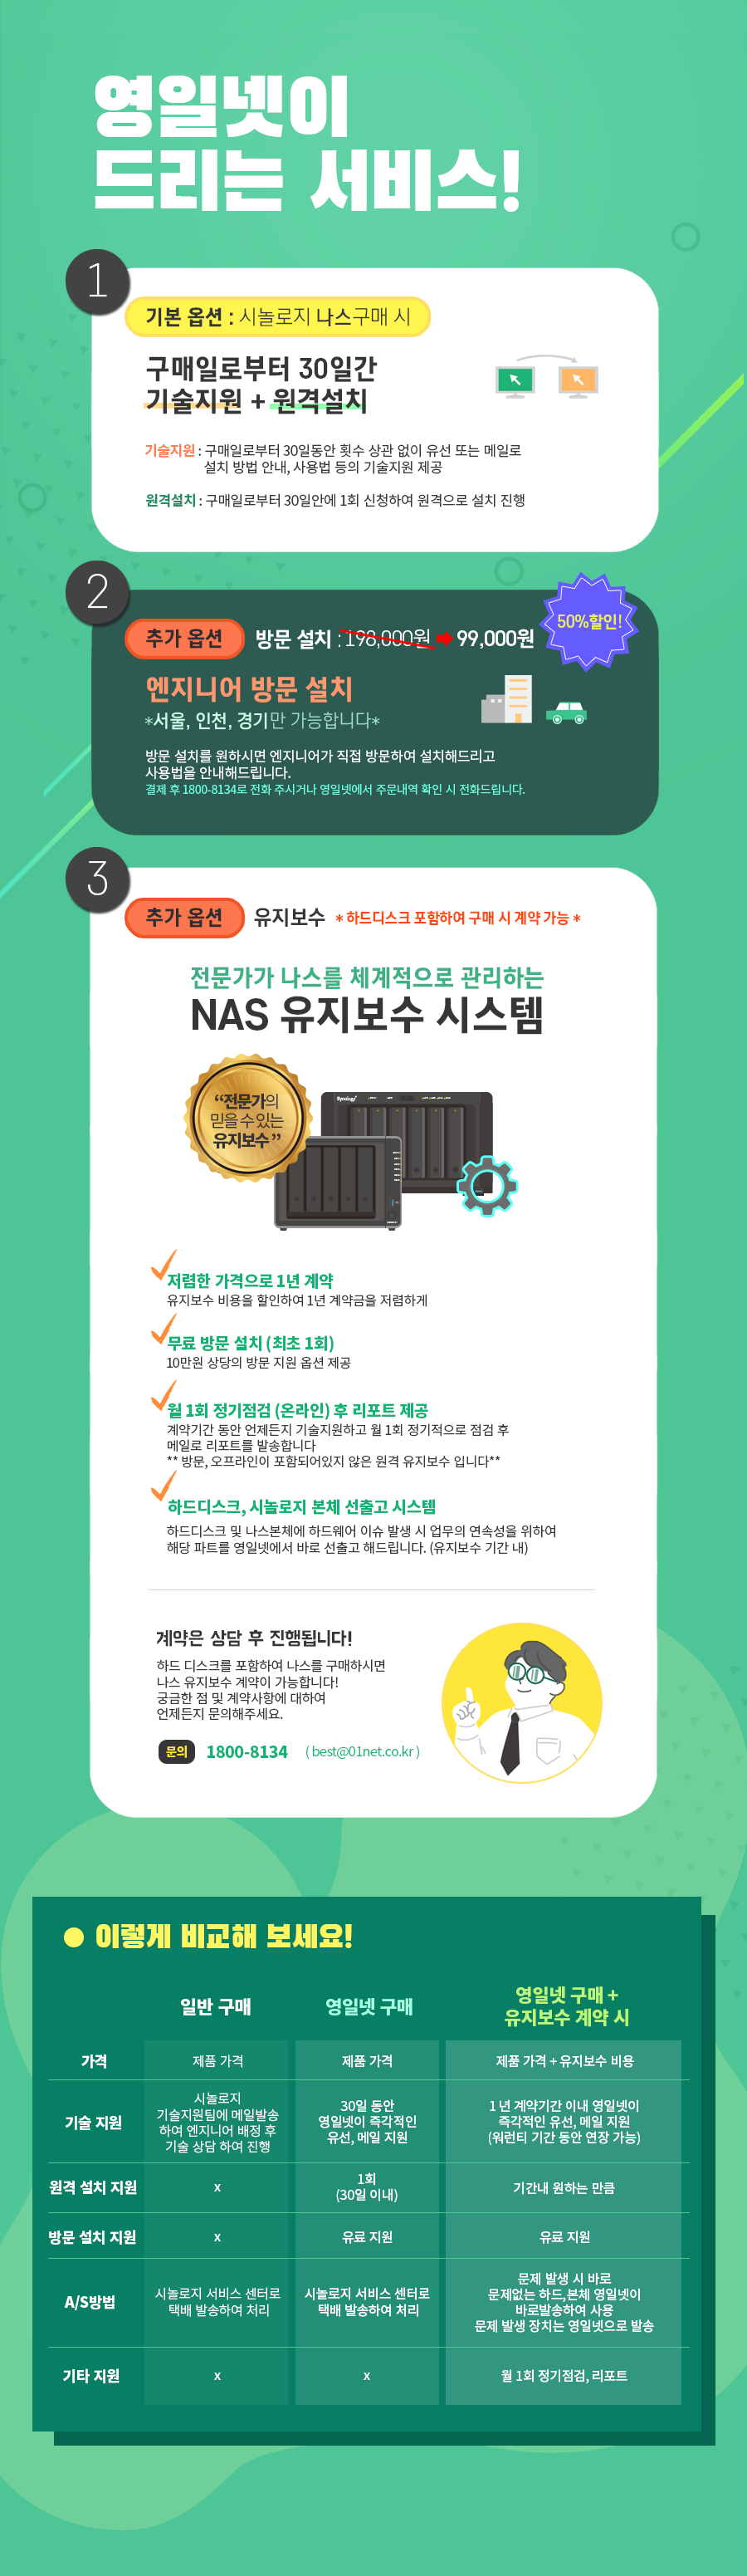 영일넷이
드리는 서비스!
1
기본 옵션 : 시놀로지 나스구매 시
구매일로부터 30일간
기술지원 + 원격설치
기술지원 : 구매일로부터 30일동안 횟수 상관 없이 유선 또는 메일로
설치 방법 안내, 사용법 등의 기술지원 제공
원격설치 : 구매일로부터 30일안에 1회 신청하여 원격으로 설치 진행
2
추가 옵션 방문 설치 : 198,000원 99,000원
50%할인!
엔지니어 방문 설치
*서울, 인천, 경기만 가능합니다*
방문 설치를 원하시면 엔지니어가 직접 방문하여 설치해드리고
사용법을 안내해드립니다.
결제 후 1800-8134로 전화 주시거나 영일넷에서 주문내역 확인 시 전화드립니다.
3
추가 옵션 유지보수 * 하드디스크 포함하여 구매 시 계약 가능 *
전문가가 나스를 체계적으로 관리하는
NAS 유지보수 시스템
“전문가의
믿을 수 있는
유지보수”
Synology
저렴한 가격으로 1년 계약
유지보수 비용을 할인하여 1년 계약금을 저렴하게
무료 방문 설치 (최초 1회)
10만원 상당의 방문 지원 옵션 제공
월 1회 정기점검 (온라인) 후 리포트 제공
계약기간 동안 언제든지 기술지원하고 월 1회 정기적으로 점검 후
메일로 리포트를 발송합니다
** 방문, 오프라인이 포함되어있지 않은 원격 유지보수 입니다**
하드디스크, 시놀로지 본체 선출고 시스템
하드디스크 및 나스본체에 하드웨어 이슈 발생 시 업무의 연속성을 위하여
해당 파트를 영일넷에서 바로 선출고 해드립니다. (유지보수 기간 내)
계약은 상담 후 진행됩니다!
하드 디스크를 포함하여 나스를 구매하시면
나스 유지보수 계약이 가능합니다!
궁금한 점 및 계약사항에 대하여
언제든지 문의해주세요.
문의 1800-8134 ( best@01net.co.kr )
이렇게 비교해 보세요!
일반 구매 영일넷 구매 영일넷 구매 +
유지보수 계약 시
가격 제품 가격 제품 가격 제품 가격 + 유지보수 비용
기술 지원
시놀로지
기술지원팀에 메일발송
하여 엔지니어 배정 후
기술 상담 하여 진행
30일 동안
영일넷이 즉각적인
유선, 메일 지원
1 년 계약기간 이내 영일넷이
즉각적인 유선, 메일 지원
(워런티 기간 동안 연장 가능)
원격 설치 지원
x
1회
(30일 이내)
기간내 원하는 만큼
방문 설치 지원 x 유료 지원 유료 지원
A/S방법
시놀로지 서비스 센터로
택배 발송하여 처리
시놀로지 서비스 센터로
택배 발송하여 처리
문제 발생 시 바로
문제없는 하드,본체 영일넷이
바로발송하여 사용
문제 발생 장치는 영일넷으로 발송
기타 지원 x x 월 1회 정기점검, 리포트